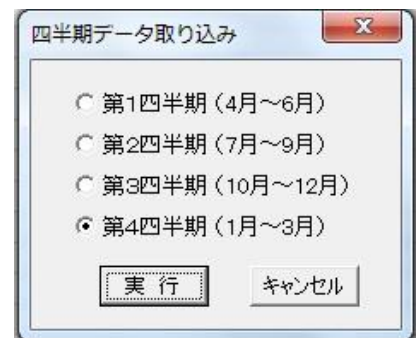 四半期データ取り込み
第1四半期（4月～6月）
第2四半期（7月～9月）
第3四半期（10月～12月）
第4四半期（1月～3月）
実 行 キャンセル